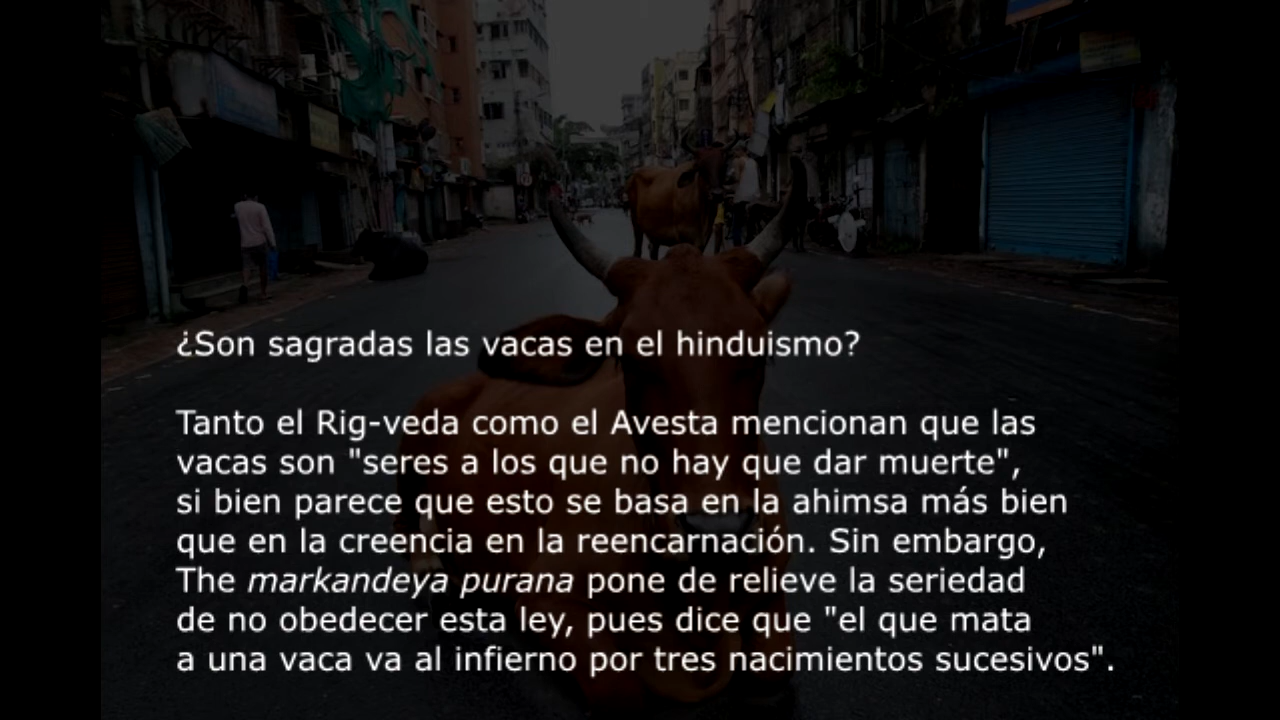 ¿Son sagradas las vacas en el hinduismo?
Tanto el Rig-veda como el Avesta mencionan que las
vacas son "seres a los que no hay que dar muerte",
si bien parece que esto se basa en la ahimsa más bien
que en la creencia en la reencarnación. Sin embargo,
The markandeya purana pone de relieve la seriedad
de no obedecer esta ley, pues dice que "el que mata
a una vaca va al infierno por tres nacimientos sucesivos".